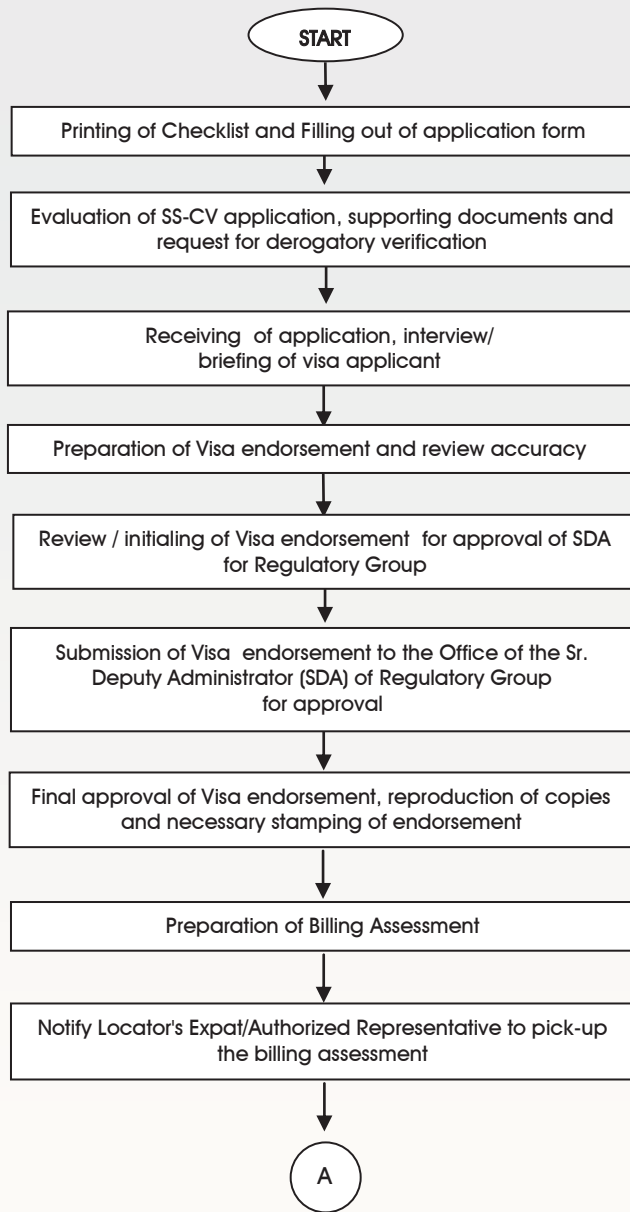 START
Printing of Checklist and Filling out of application form
Evaluation of SS-CV application, supporting documents and
request for derogatory verification
Receiving of application, interview/
briefing of visa applicant
Preparation of Visa endorsement and review accuracy
Review / initialing of Visa endorsement for approval of SDA
for Regulatory Group
Submission of Visa endorsement to the Office of the Sr.
Deputy Administrator (SDA) of Regulatory Group
for approval
Final approval of Visa endorsement, reproduction of copies
and necessary stamping of endorsement
Preparation of Billing Assessment
Notify Locator's Expat/Authorized Representative to pick-up
the billing assessment
A